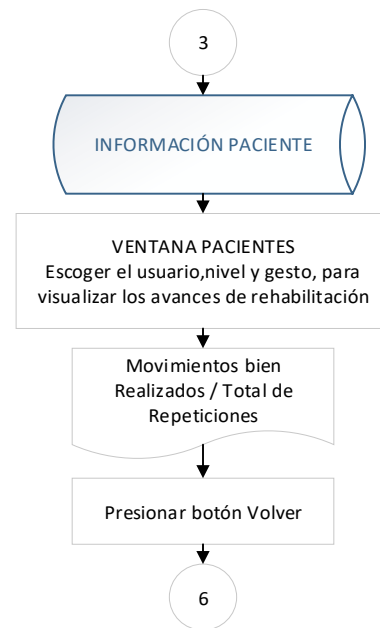 3
INFORMACIÓN PACIENTE
VENTANA PACIENTES
Escoger el usuario,nivel y gesto, para
visualizar los avances de rehabilitación
Movimientos bien
Realizados / Total de
Repeticiones
Presionar botón Volver
6